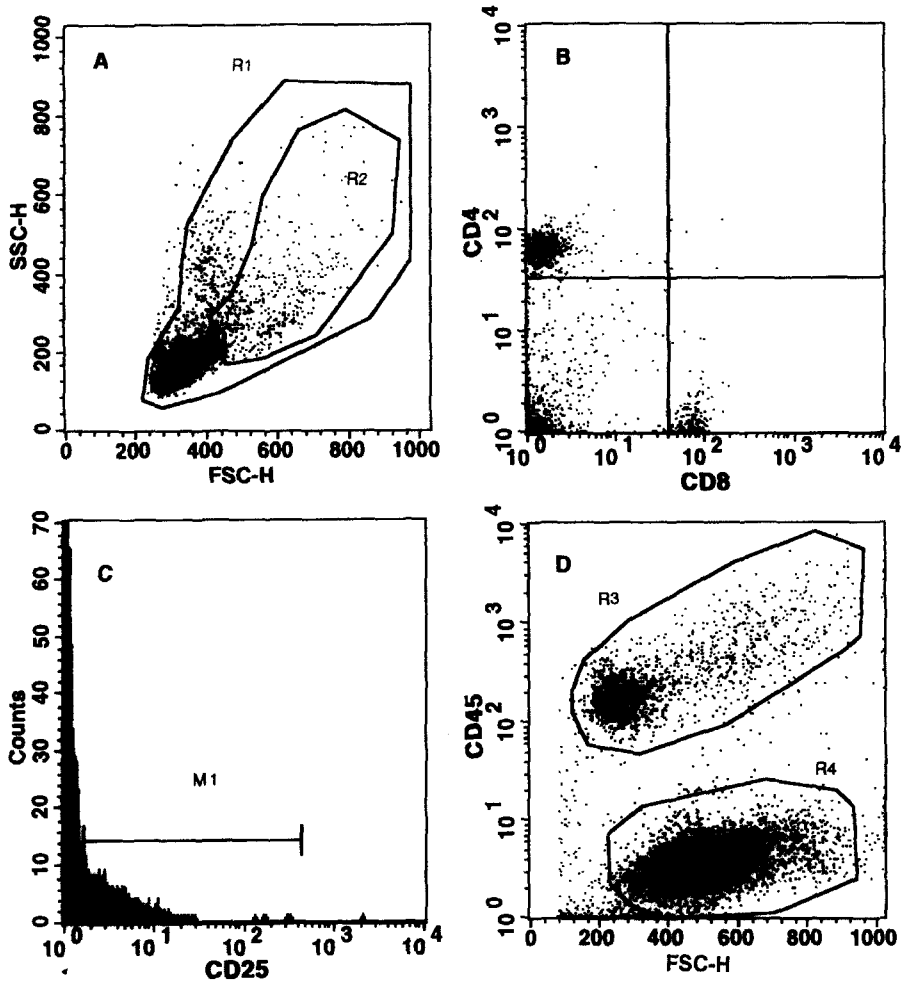 A
R1
R2
1000
800
600
400
200
0
SSC-H
0 200 400 600 800 1000
FSC-H
B
10 4
10 3
10 2
10 1
10 0
CD4
10 0 10 1 10 2 10 3 10 4
CD8
C
M1
70
60
50
40
30
20
10
0
Counts
10 0 10 1 10 2 10 3 10 4
CD25
D
R3
R4
10 4
10 3
10 2
10 1
10 0
CD45
0 200 400 600 800 1000
FSC-H